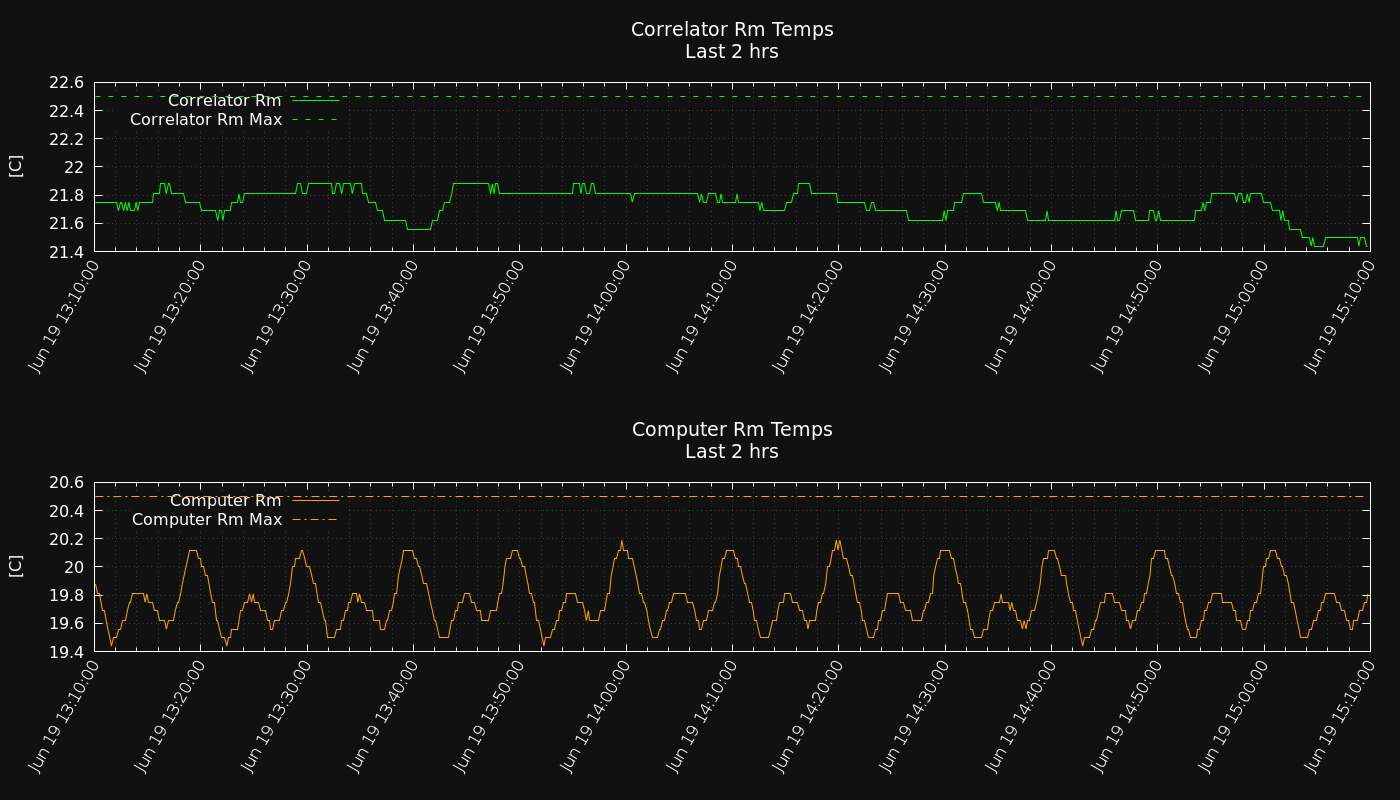 Correlator Rm Temps
Last 2 hrs
[C]
22.6
22.4
22.2
22
21.8
21.6
21.4
Correlator Rm
Correlator Rm Max
Jun 19 13:10:00
Jun 19 13:20:00
Jun 19 13:30:00
Jun 19 13:40:00
Jun 19 13:50:00
Jun 19 14:00:00
Jun 19 14:10:00
Jun 19 14:20:00
Jun 19 14:30:00
Jun 19 14:40:00
Jun 19 14:50:00
Jun 19 15:00:00
Jun 19 15:10:00
Computer Rm Temps
Last 2 hrs
[C]
20.6
20.4
20.2
20
19.8
19.6
19.4
Computer Rm
Computer Rm Max
Jun 19 13:10:00
Jun 19 13:20:00
Jun 19 13:30:00
Jun 19 13:40:00
Jun 19 13:50:00
Jun 19 14:00:00
Jun 19 14:10:00
Jun 19 14:20:00
Jun 19 14:30:00
Jun 19 14:40:00
Jun 19 14:50:00
Jun 19 15:00:00
Jun 19 15:10:00